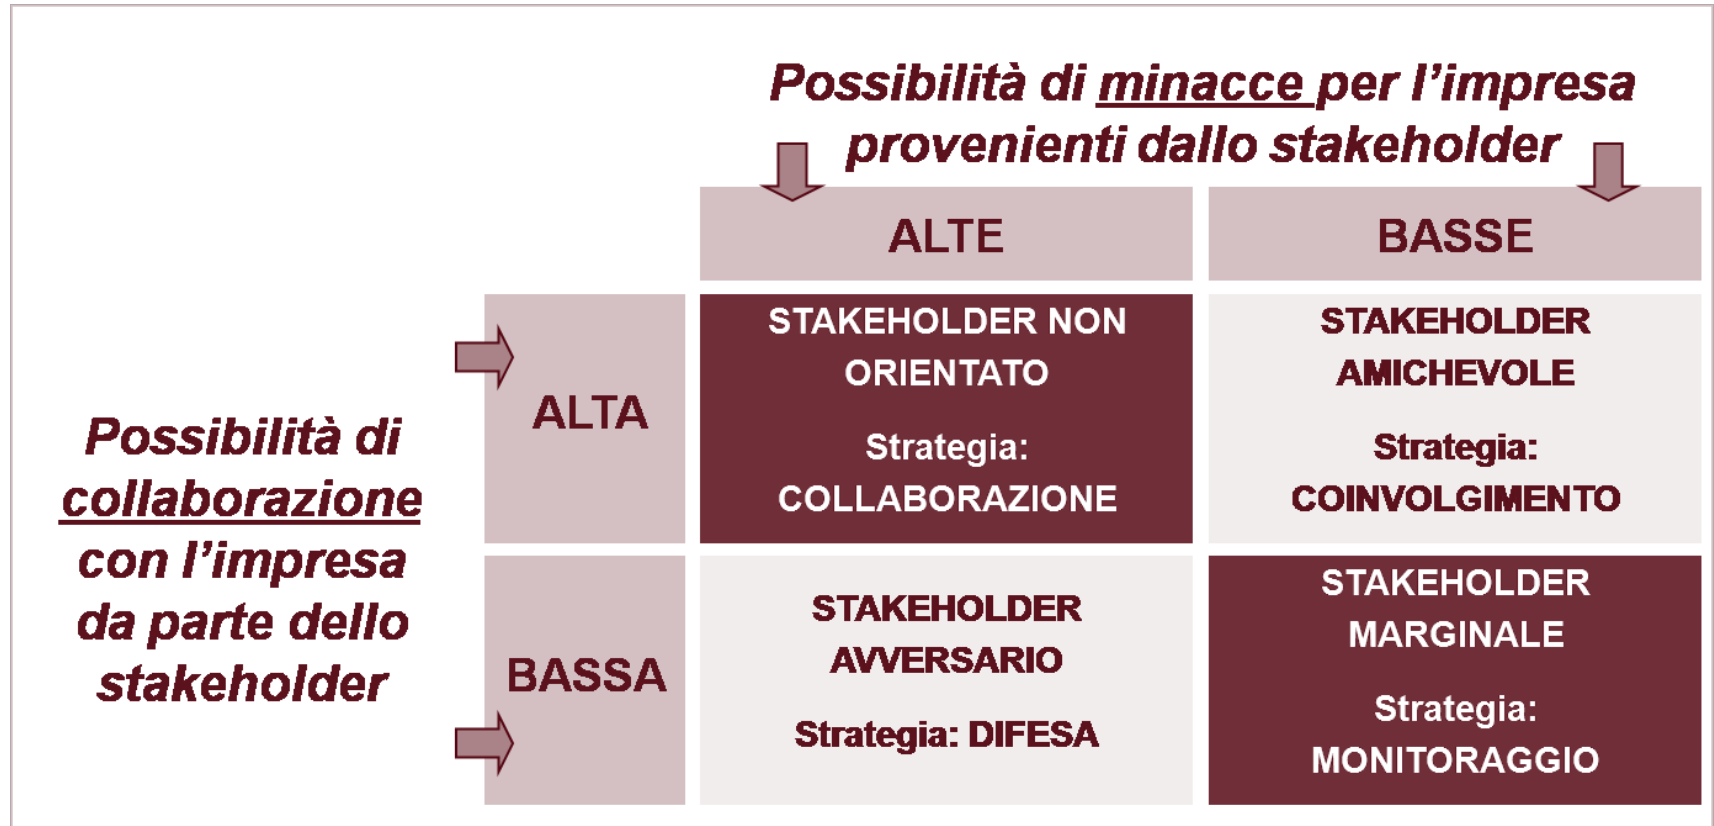 Possibilità di minacce per l’impresa
provenienti dallo stakeholder
ALTE
BASSE
Possibilità di
collaborazione
con l’impresa
da parte dello
stakeholder
ALTA
STAKEHOLDER NON
ORIENTATO
Strategia:
COLLABORAZIONE
STAKEHOLDER
AMICHEVOLE
Strategia:
COINVOLGIMENTO
BASSA
STAKEHOLDER
AVVERSARIO
Strategia: DIFESA
STAKEHOLDER
MARGINALE
Strategia:
MONITORAGGIO